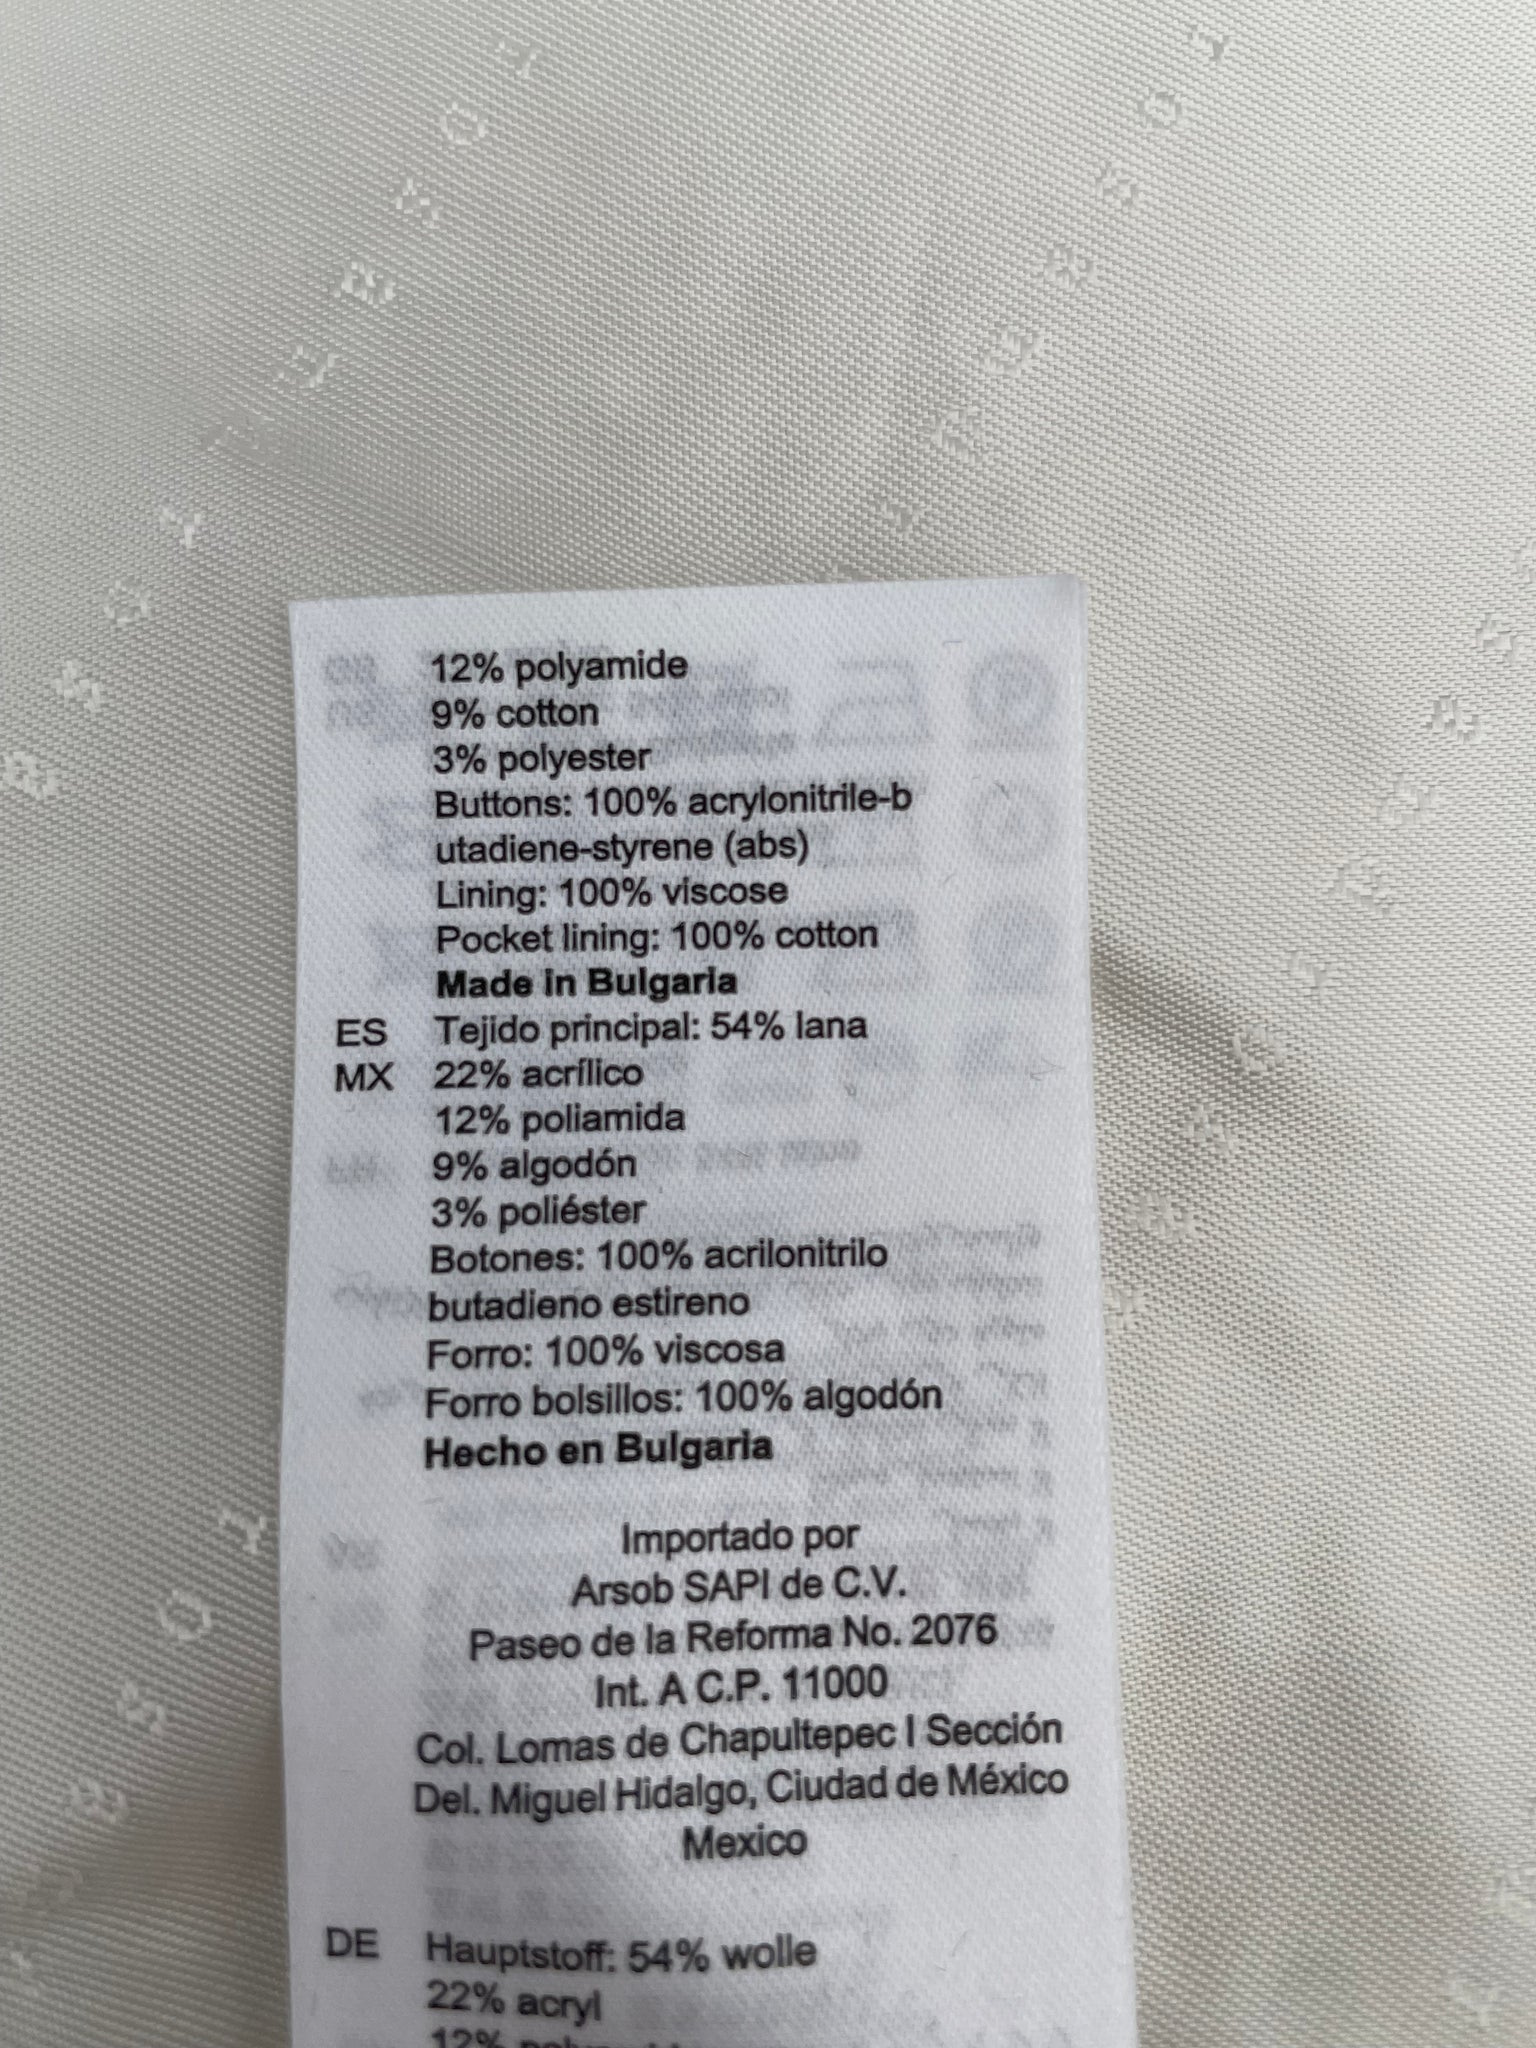 12% polyamide
9% cotton
3% polyester
Buttons: 100% acrylonitrile-b
utadiene-styrene (abs)
Lining: 100% viscose
Pocket lining: 100% cotton
Made in Bulgaria
ES Tejido principal: 54% lana
MX 22% acrílico
12% poliamida
9% algodón
3% poliéster
Botones: 100% acrilonitrilo
butadieno estireno
Forro: 100% viscosa
Forro bolsillos: 100% algodón
Hecho en Bulgaria
Importado por
Arsob SAPI de C.V.
Paseo de la Reforma No. 2076
Int. A C.P. 11000
Col. Lomas de Chapultepec I Sección
Del. Miguel Hidalgo, Ciudad de México
Mexico
DE Hauptstoff: 54% wolle
22% acryl
12%